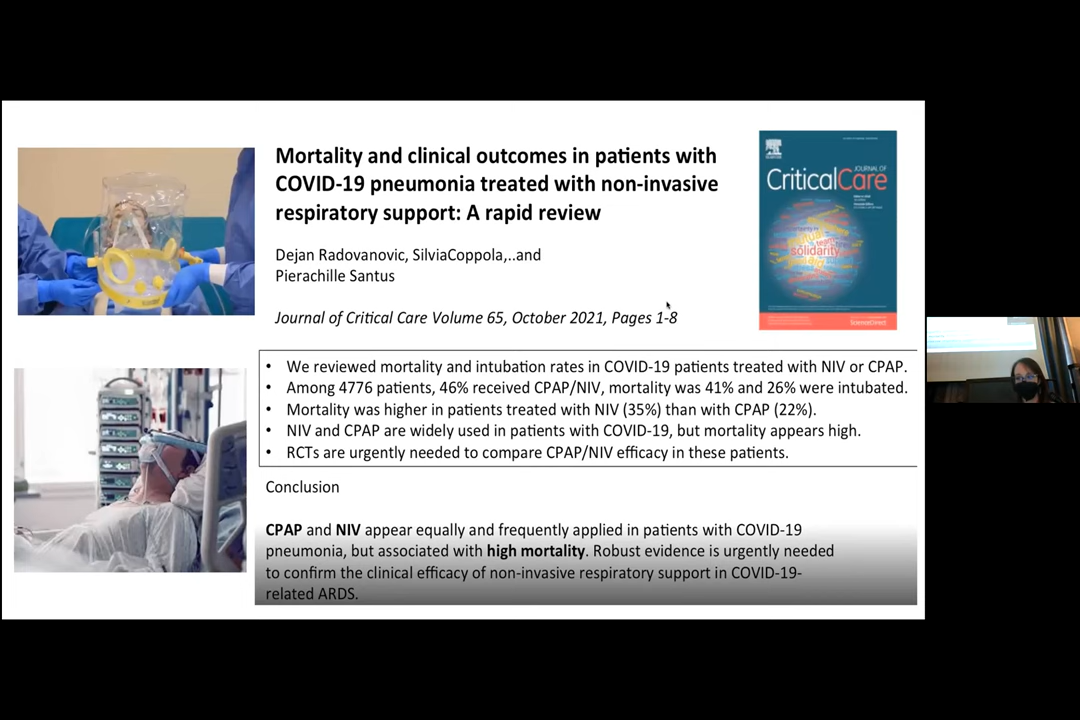 Mortality and clinical outcomes in patients with
COVID-19 pneumonia treated with non-invasive
respiratory support: A rapid review
Dejan Radovanovic, SilviaCoppola,..and
Pierachille Santus
Journal of Critical Care Volume 65, October 2021, Pages 1-8
ELSEVIER
JOURNAL OF
CriticalCare
solidarity
ScienceDirect
• We reviewed mortality and intubation rates in COVID-19 patients treated with NIV or CPAP.
• Among 4776 patients, 46% received CPAP/NIV, mortality was 41% and 26% were intubated.
• Mortality was higher in patients treated with NIV (35%) than with CPAP (22%).
• NIV and CPAP are widely used in patients with COVID-19, but mortality appears high.
• RCTs are urgently needed to compare CPAP/NIV efficacy in these patients.
Conclusion
CPAP and NIV appear equally and frequently applied in patients with COVID-19
pneumonia, but associated with high mortality. Robust evidence is urgently needed
to confirm the clinical efficacy of non-invasive respiratory support in COVID-19-
related ARDS.